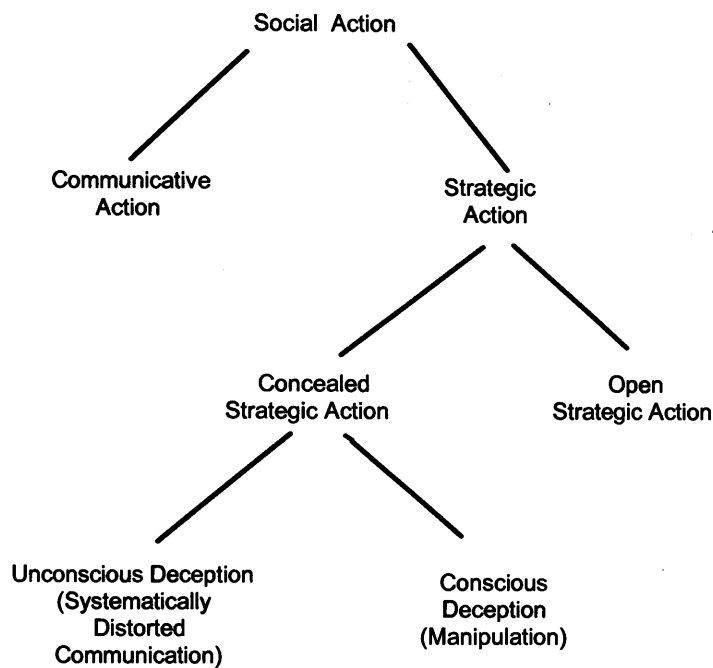 Social Action
Communicative
Action
Strategic
Action
Concealed
Strategic Action
Open
Strategic Action
Unconscious Deception
(Systematically
Distorted
Communication)
Conscious
Deception
(Manipulation)